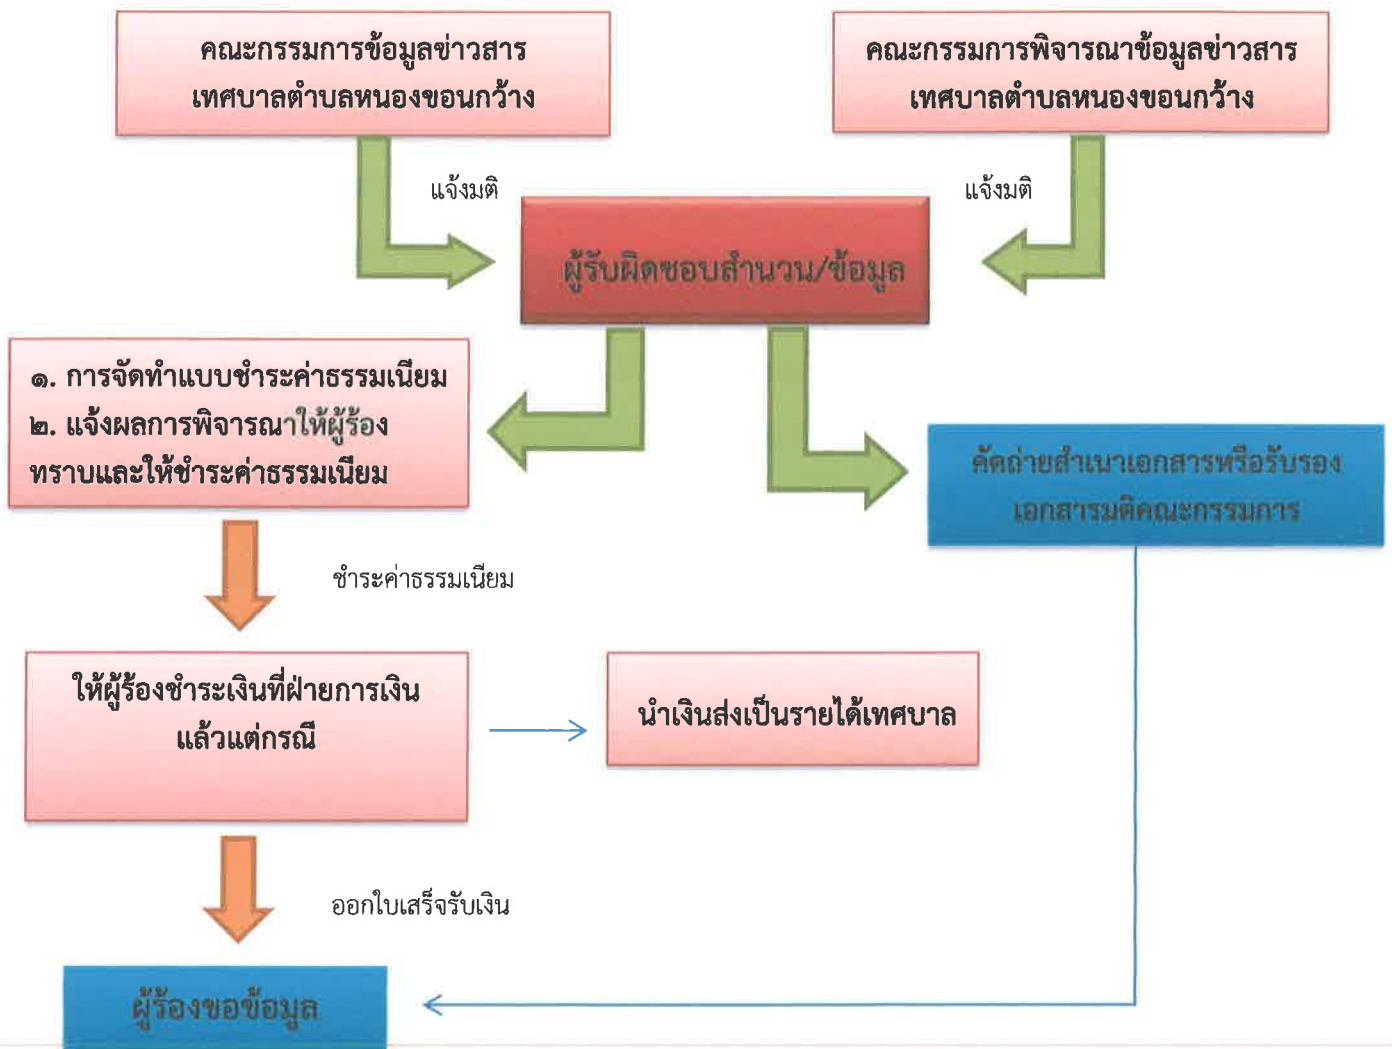 คณะกรรมการข้อมูลข่าวสาร
เทศบาลตำบลหนองขอนกว้าง
คณะกรรมการพิจารณาข้อมูลข่าวสาร
เทศบาลตำบลหนองขอนกว้าง
แจ้งมติ
แจ้งมติ
ผู้รับผิดชอบสำนวน/ข้อมูล
๑. การจัดทำแบบชำระค่าธรรมเนียม
๒. แจ้งผลการพิจารณาให้ผู้ร้อง
ทราบและให้ชำระค่าธรรมเนียม
คัดถ่ายสำเนาเอกสารหรือรับรอง
เอกสารมติคณะกรรมการ
ชำระค่าธรรมเนียม
ให้ผู้ร้องชำระเงินที่ฝ่ายการเงิน
แล้วแต่กรณี
นำเงินส่งเป็นรายได้เทศบาล
ออกใบเสร็จรับเงิน
ผู้ร้องขอข้อมูล